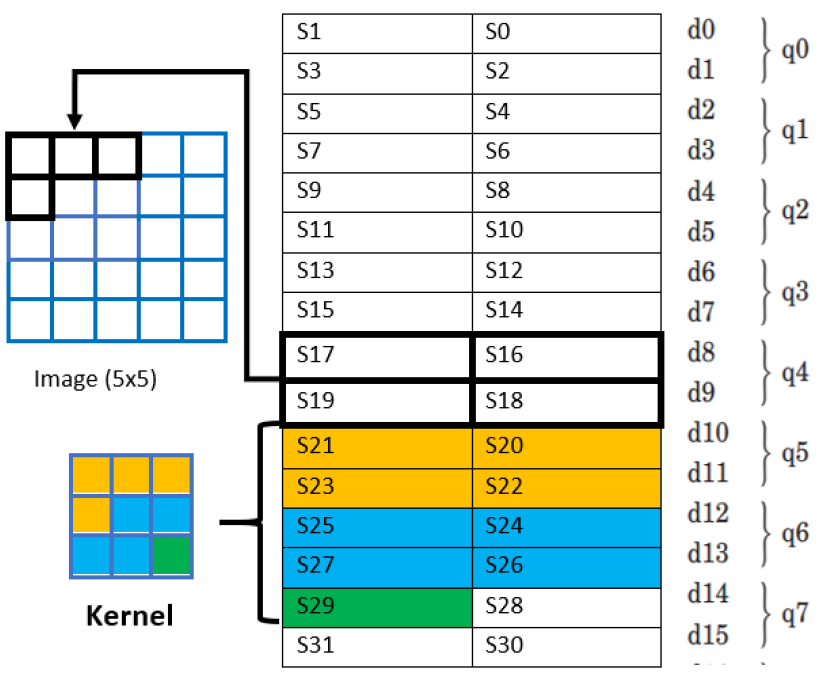 S1 S0 d0
q0
S3 S2 d1
S5 S4 d2
q1
S7 S6 d3
S9 S8 d4
q2
S11 S10 d5
S13 S12 d6
q3
S15 S14 d7
S17 S16 d8
q4
Image (5x5)
S19 S18 d9
S21 S20 d10
q5
S23 S22 d11
S25 S24 d12
q6
S27 S26 d13
S29 S28 d14
Kernel
q7
S31 S30 d15